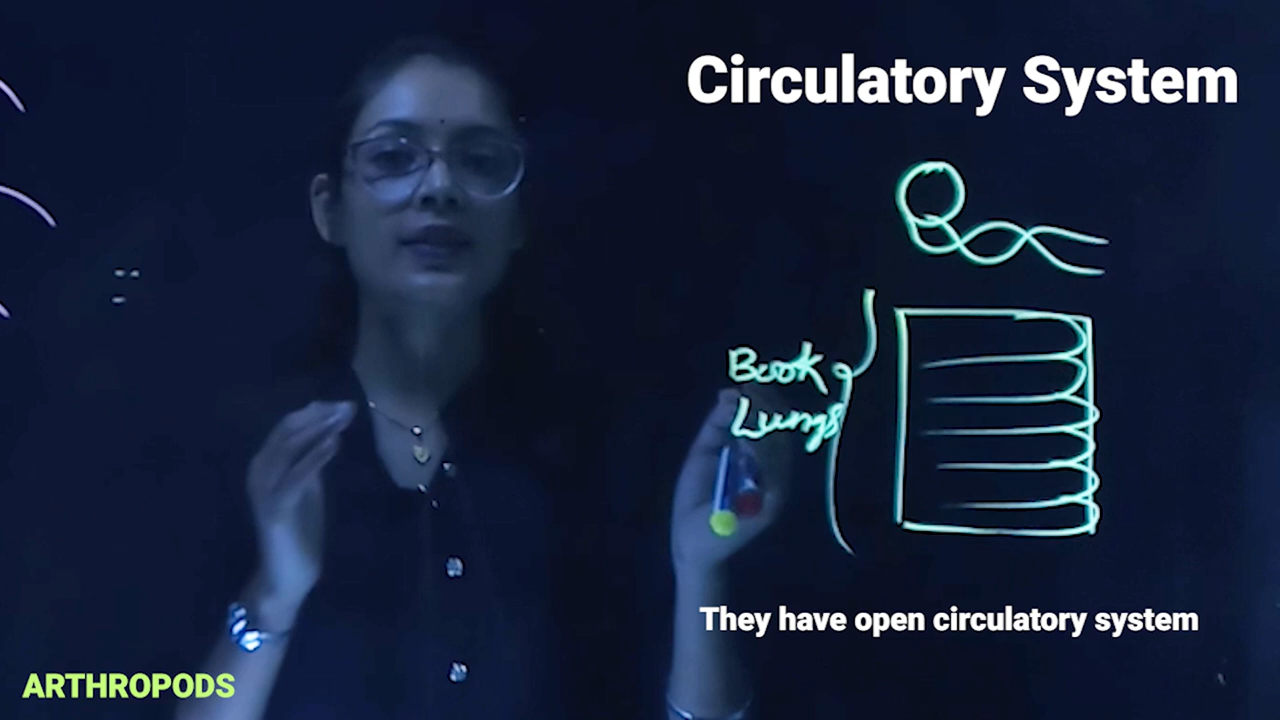 Circulatory System
Book
Lungs
They have open circulatory system
ARTHROPODS